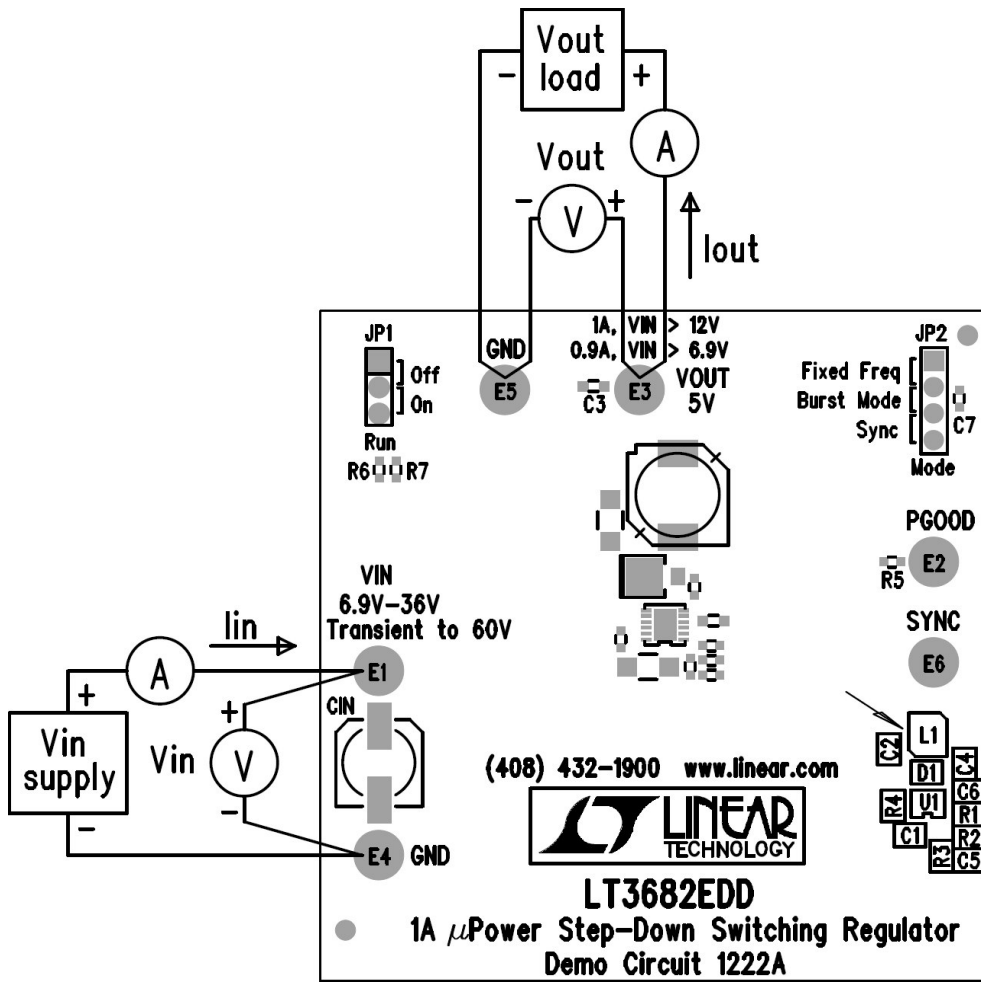 Vout
load
-
+
A
Vout
-
+
V
Iout
JP1
Off
On
Run
R6
R7
GND
E5
1A, VIN > 12V
0.9A, VIN > 6.9V
C3
E3
VOUT
5V
JP2
Fixed Freq
Burst Mode
Sync
C7
Mode
PGOOD
E2
R5
SYNC
E6
VIN
6.9V-36V
Transient to 60V
Iin
A
E1
+
Vin
supply
-
Vin
+
V
-
CIN
E4
GND
L1
C2
D1
C4
C6
R4
U1
R1
C1
R2
R3
C5
(408) 432-1900 www.linear.com
LINEAR
TECHNOLOGY
LT3682EDD
1A μPower Step-Down Switching Regulator
Demo Circuit 1222A